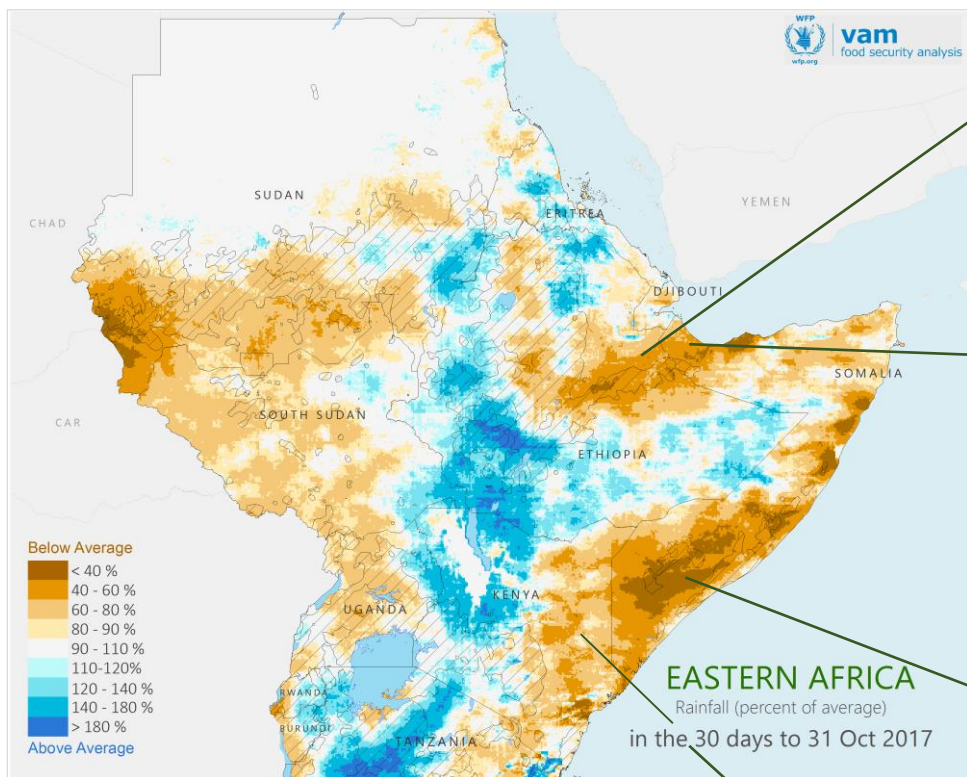 WFP
wfp.org
vam
food security analysis
SUDAN
CHAD
ERITREA
YEMEN
DJIBOUTI
SOMALIA
SOUTH SUDAN
CAR
ETHIOPIA
Below Average
< 40 %
40 - 60 %
60 - 80 %
80 - 90 %
90 - 110 %
110-120%
120 - 140 %
140 - 180 %
> 180 %
Above Average
UGANDA
KENYA
RWANDA
BURUNDI
TANZANIA
EASTERN AFRICA
Rainfall (percent of average)
in the 30 days to 31 Oct 2017